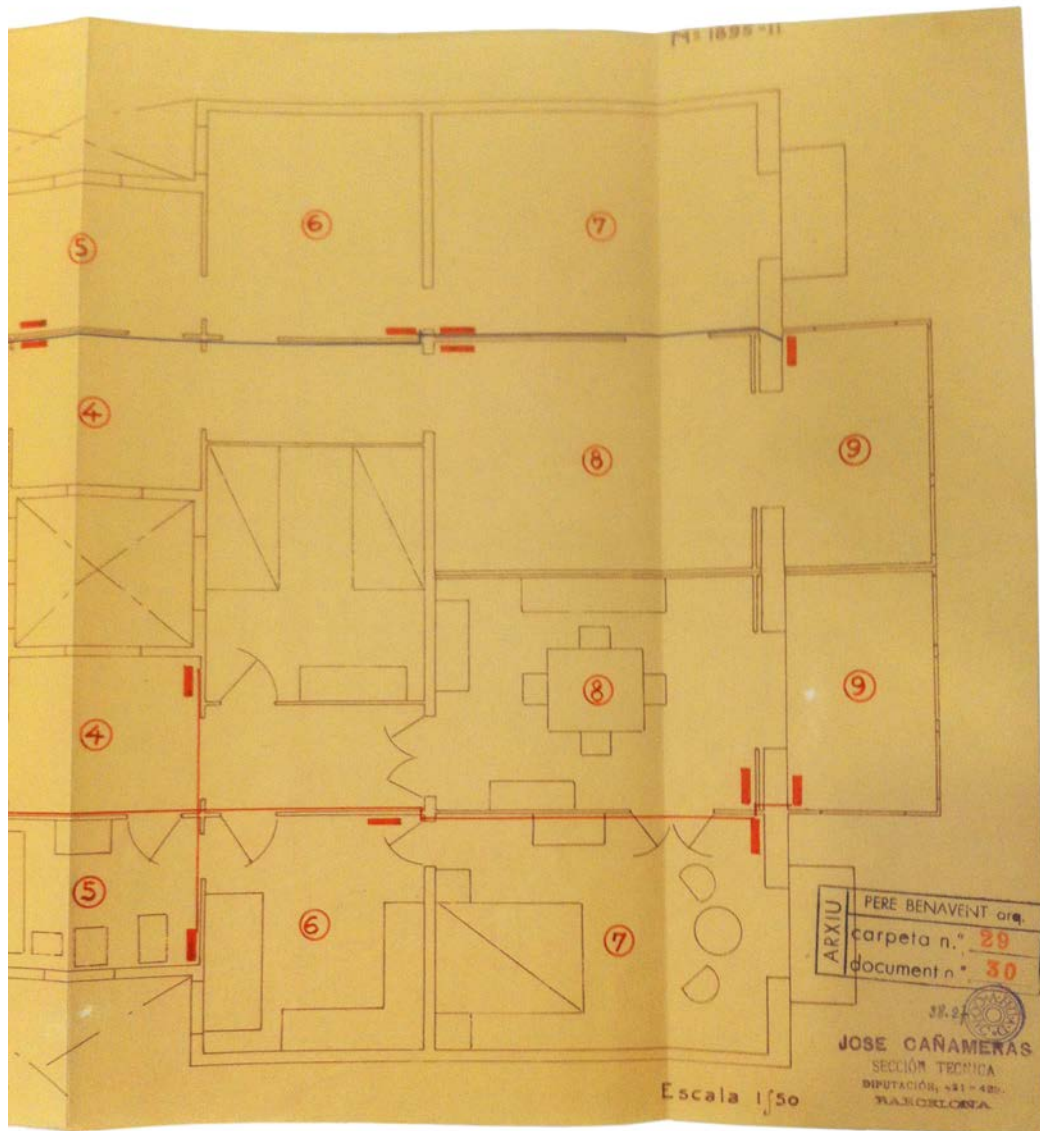 Nº 1895-11
6
7
5
4
8
9
8
9
4
5
6
7
ARXIU
PERE BENAVENT arq.
carpeta n.º 29
document n.º 30
JOSE CAÑAMERAS
SECCIÓN TECNICA
DIPUTACIÓN,
BARCELONA
Escala 1/50